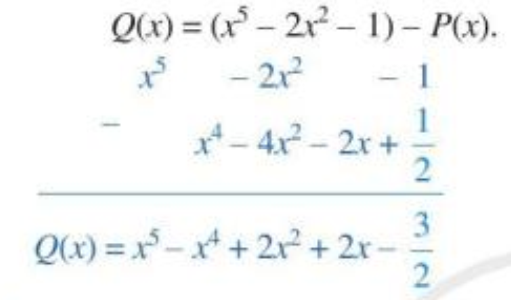 Q(x) = (x⁵ – 2x² – 1) – P(x).
x⁵ – 2x² – 1
– x⁴ – 4x² – 2x + 1/2
Q(x) = x⁵ – x⁴ + 2x² + 2x – 3/2